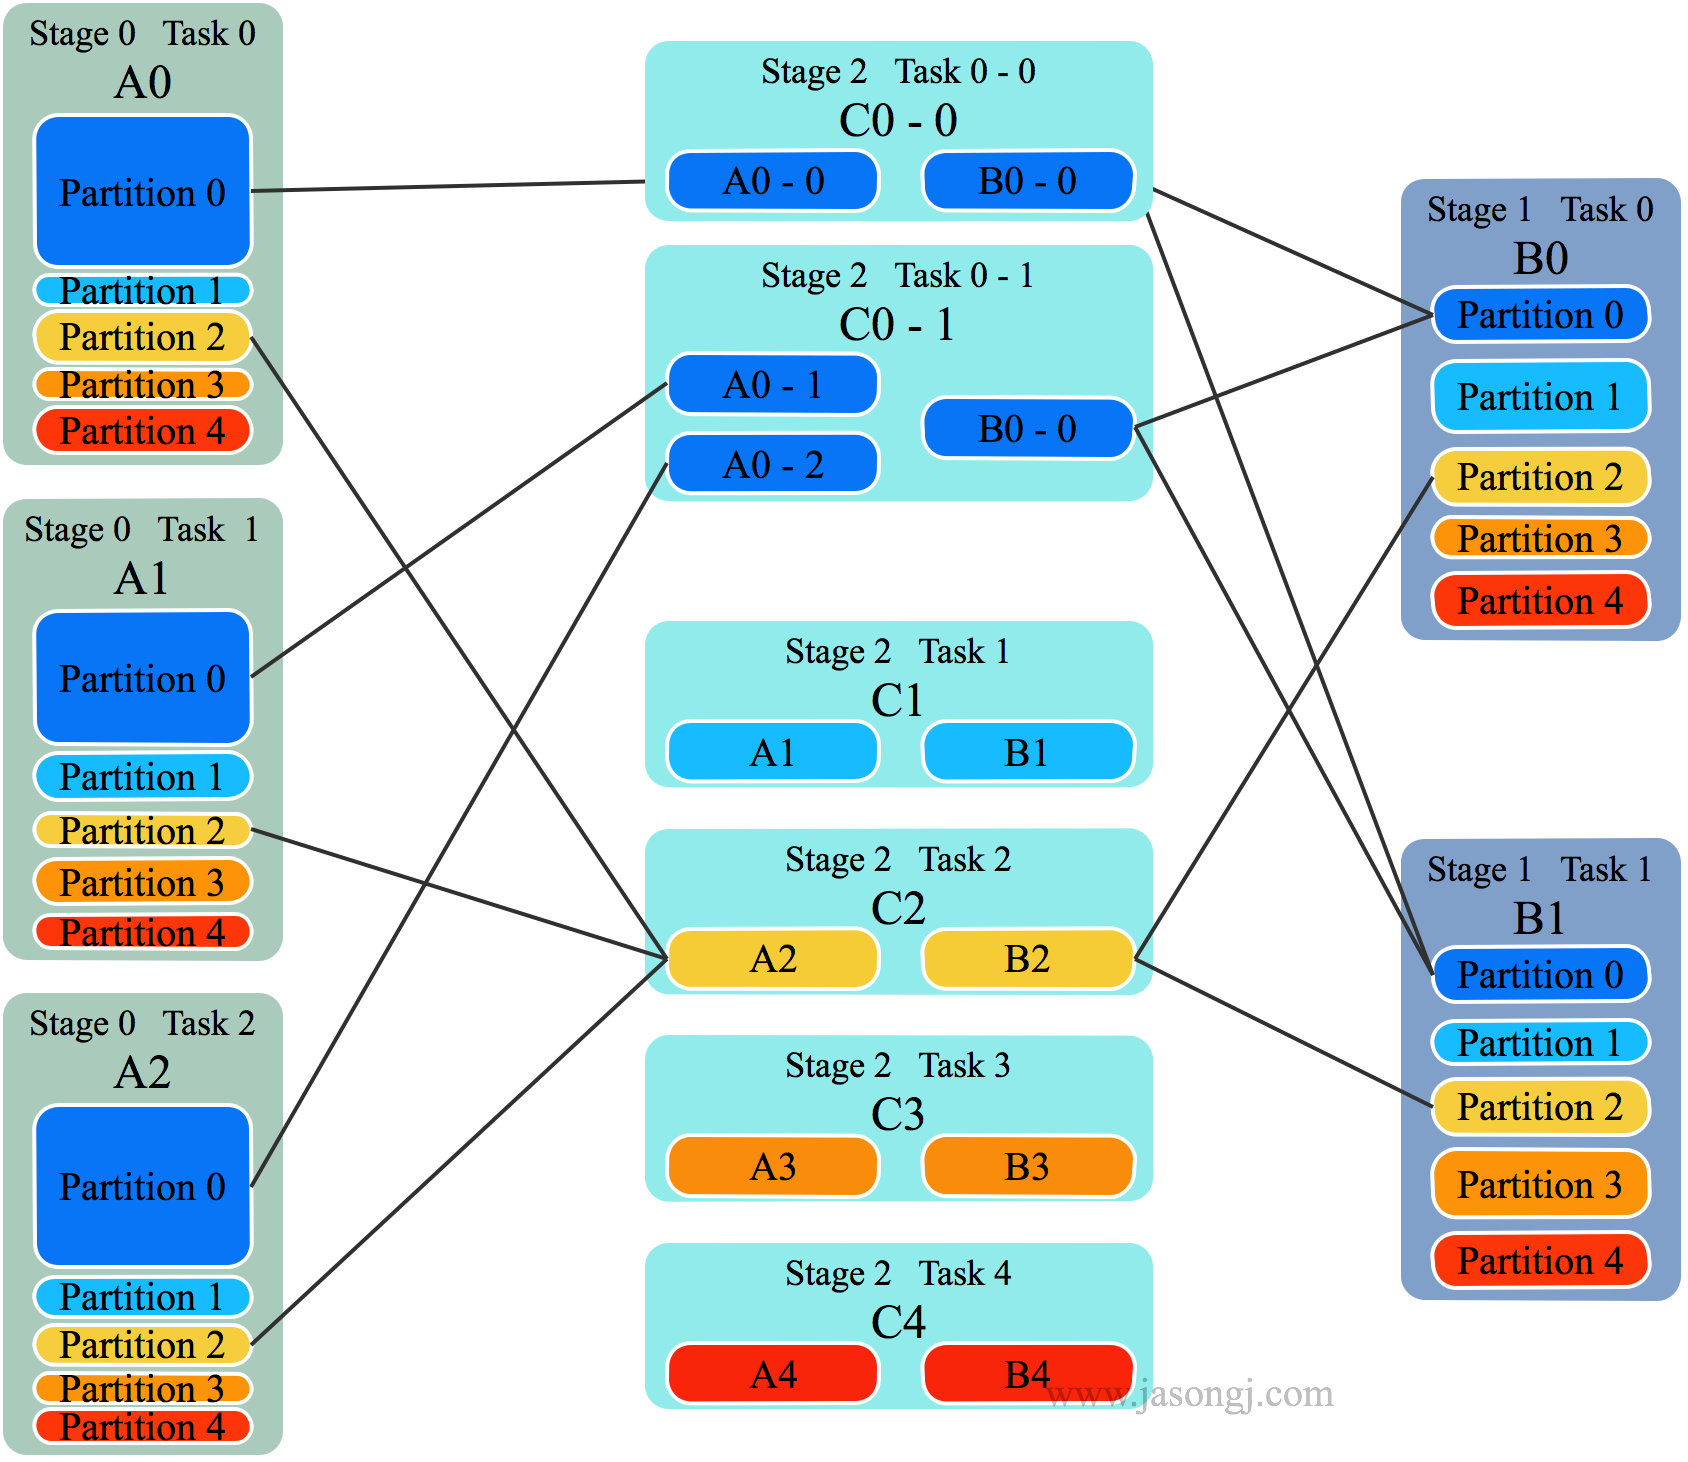 Stage 0 Task 0
A0
Partition 0
Partition 1
Partition 2
Partition 3
Partition 4
Stage 0 Task 1
A1
Partition 0
Partition 1
Partition 2
Partition 3
Partition 4
Stage 0 Task 2
A2
Partition 0
Partition 1
Partition 2
Partition 3
Partition 4
Stage 2 Task 0 - 0
C0 - 0
A0 - 0 B0 - 0
Stage 2 Task 0 - 1
C0 - 1
A0 - 1
B0 - 0
A0 - 2
Stage 2 Task 1
C1
A1 B1
Stage 2 Task 2
C2
A2 B2
Stage 2 Task 3
C3
A3 B3
Stage 2 Task 4
C4
A4 B4
Stage 1 Task 0
B0
Partition 0
Partition 1
Partition 2
Partition 3
Partition 4
Stage 1 Task 1
B1
Partition 0
Partition 1
Partition 2
Partition 3
Partition 4
www.jasongj.com